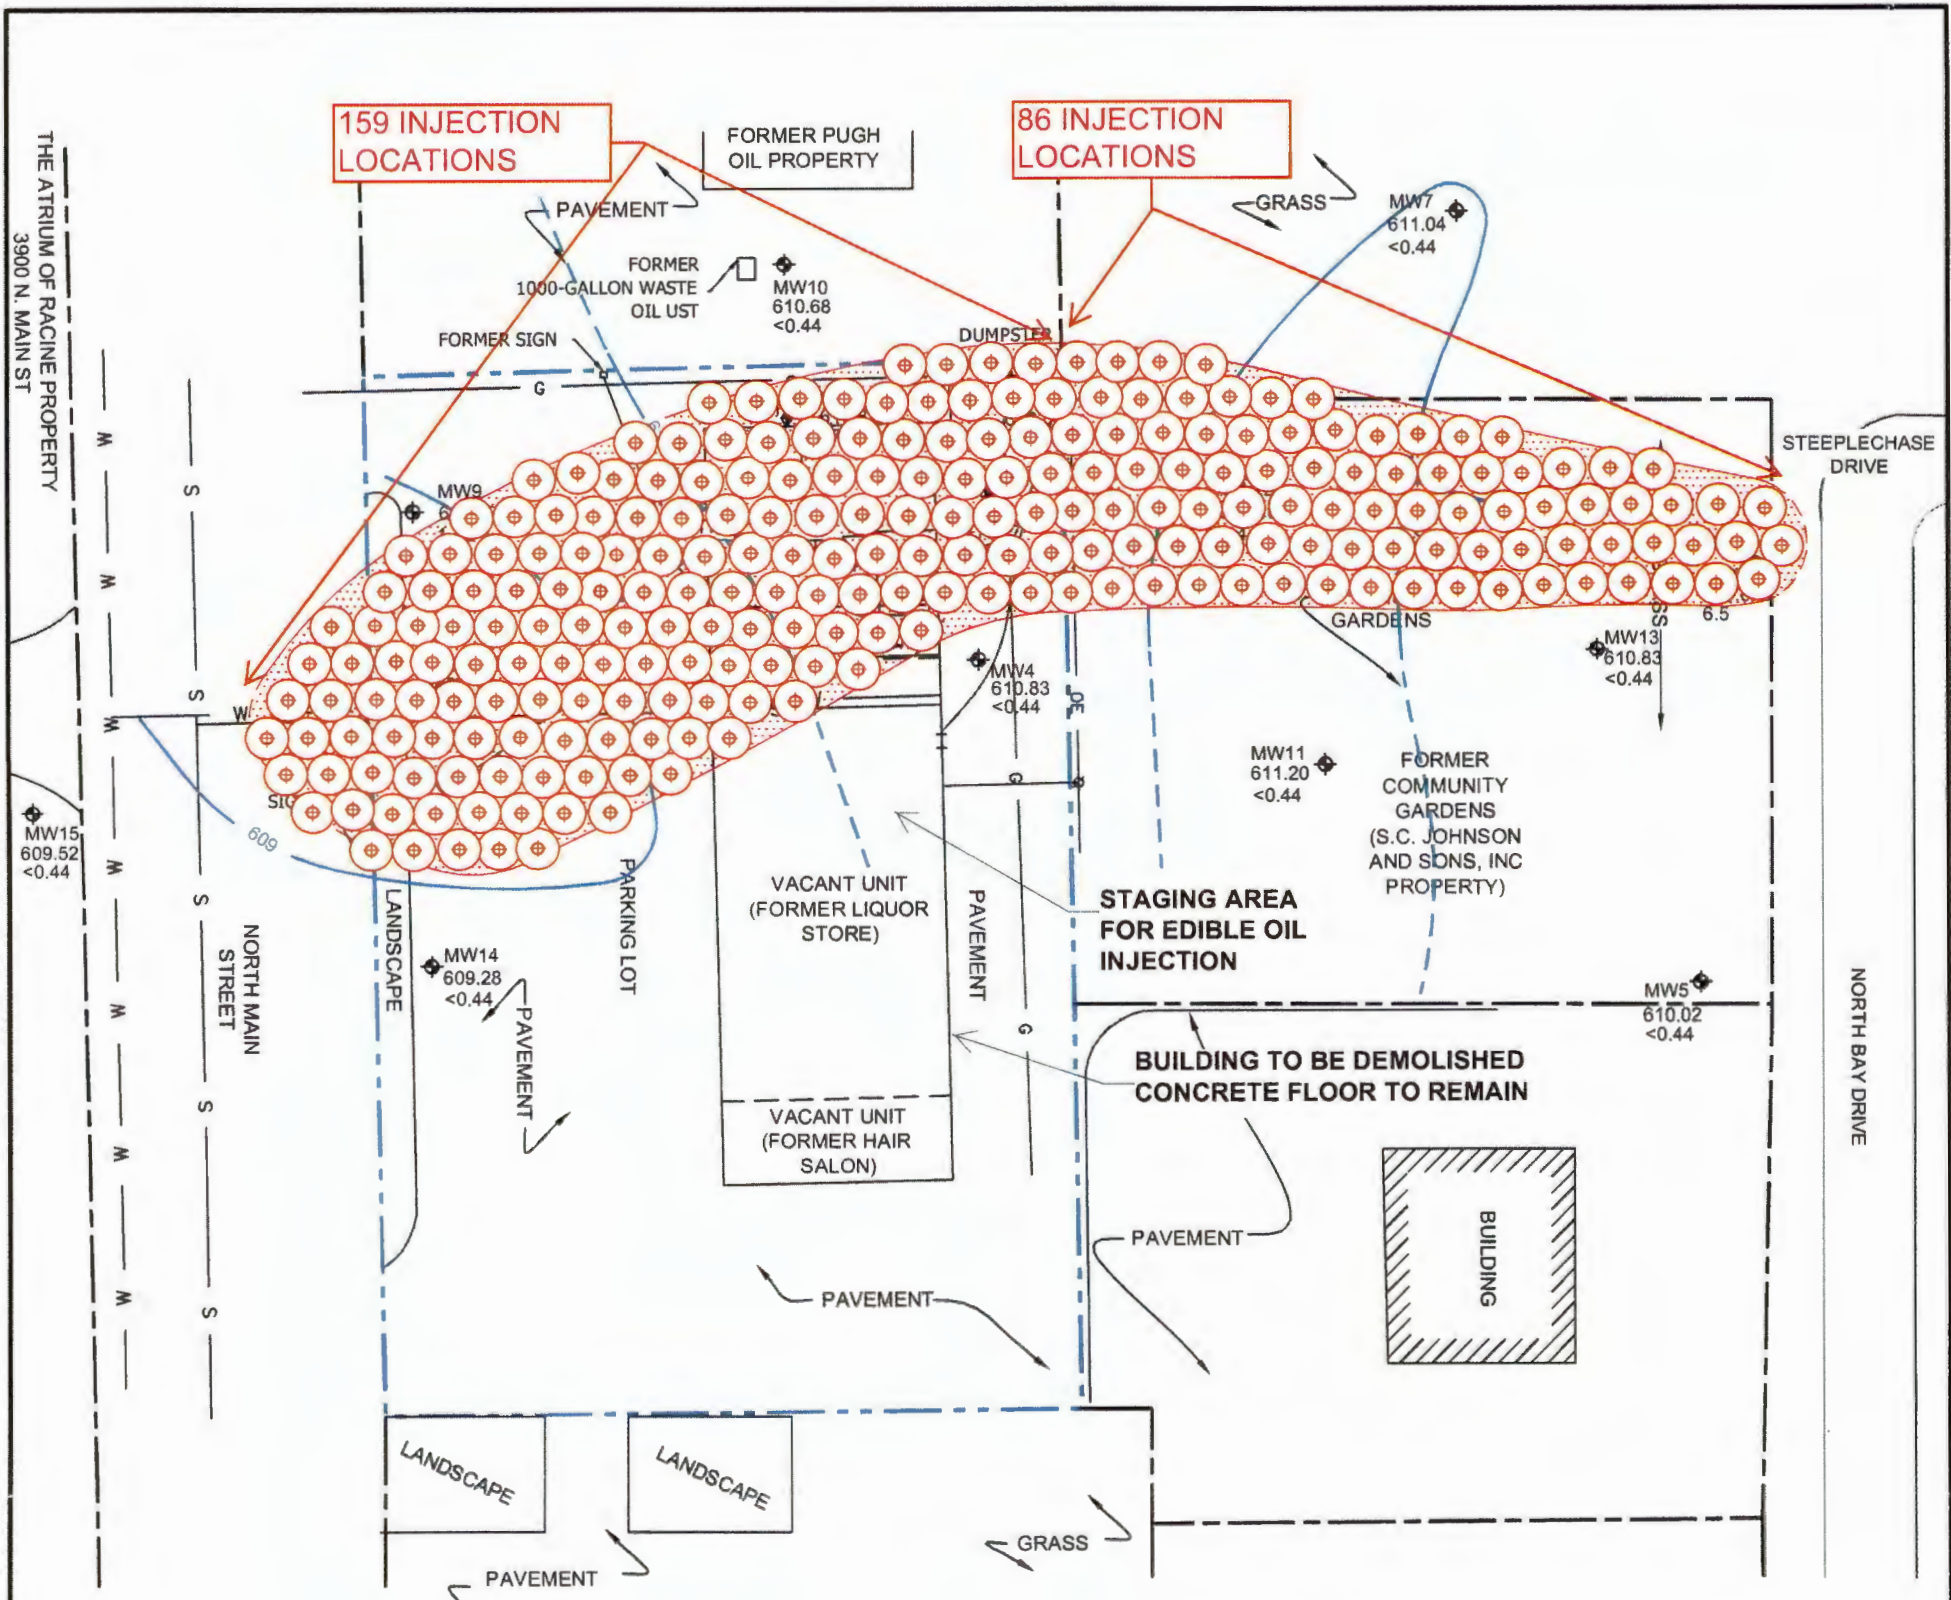 159 INJECTION
LOCATIONS
FORMER PUGH
OIL PROPERTY
86 INJECTION
LOCATIONS
THE ATRIUM OF RACINE PROPERTY
3900 N. MAIN ST
PAVEMENT
GRASS
MW7
611.04
<0.44
FORMER
1000-GALLON WASTE
OIL UST
MW10
610.68
<0.44
FORMER SIGN
DUMPSTER
G
STEEPLECHASE
DRIVE
MW9
W
W
W
W
W
W
W
S
S
S
S
S
W
GARDENS
6.5
MW13
610.83
<0.44
MW4
610.83
<0.44
OE
MW11
611.20
<0.44
FORMER
COMMUNITY
GARDENS
(S.C. JOHNSON
AND SONS, INC
PROPERTY)
G
G
609
MW15
609.52
<0.44
NORTH MAIN
STREET
LANDSCAPE
MW14
609.28
<0.44
PAVEMENT
PARKING LOT
VACANT UNIT
(FORMER LIQUOR
STORE)
PAVEMENT
STAGING AREA
FOR EDIBLE OIL
INJECTION
MW5
610.02
<0.44
NORTH BAY DRIVE
BUILDING TO BE DEMOLISHED
CONCRETE FLOOR TO REMAIN
VACANT UNIT
(FORMER HAIR
SALON)
PAVEMENT
BUILDING
PAVEMENT
LANDSCAPE
LANDSCAPE
GRASS
PAVEMENT